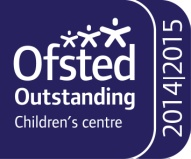 Ofsted
Outstanding
Children's centre
2014|2015